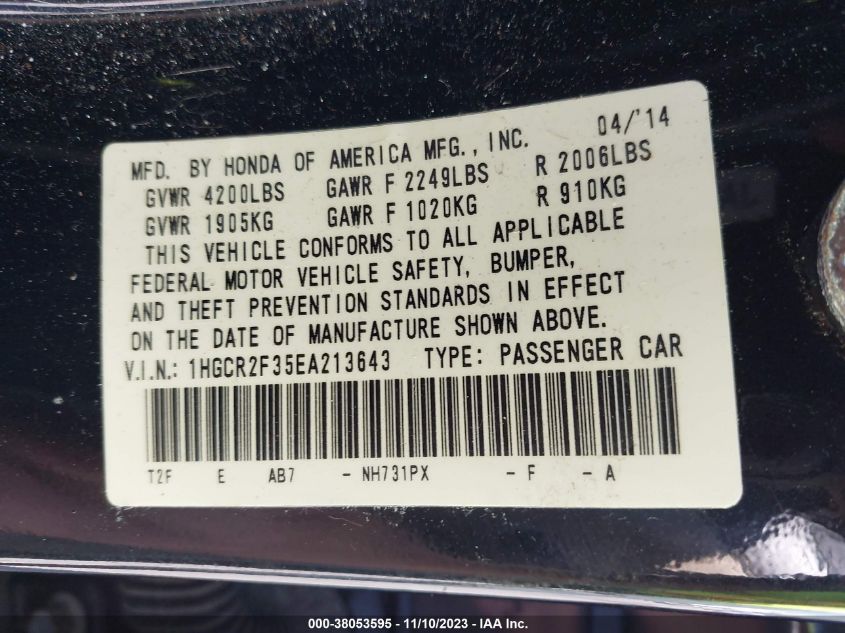 MFD. BY HONDA OF AMERICA MFG., INC. 04/'14
GVWR 4200LBS GAWR F 2249LBS R 2006LBS
GVWR 1905KG GAWR F 1020KG R 910KG
THIS VEHICLE CONFORMS TO ALL APPLICABLE
FEDERAL MOTOR VEHICLE SAFETY, BUMPER,
AND THEFT PREVENTION STANDARDS IN EFFECT
ON THE DATE OF MANUFACTURE SHOWN ABOVE.
V.I.N.: 1HGCR2F35EA213643 TYPE: PASSENGER CAR
T2F E AB7 - NH731PX - F - A
000-38053595 - 11/10/2023 - IAA Inc.